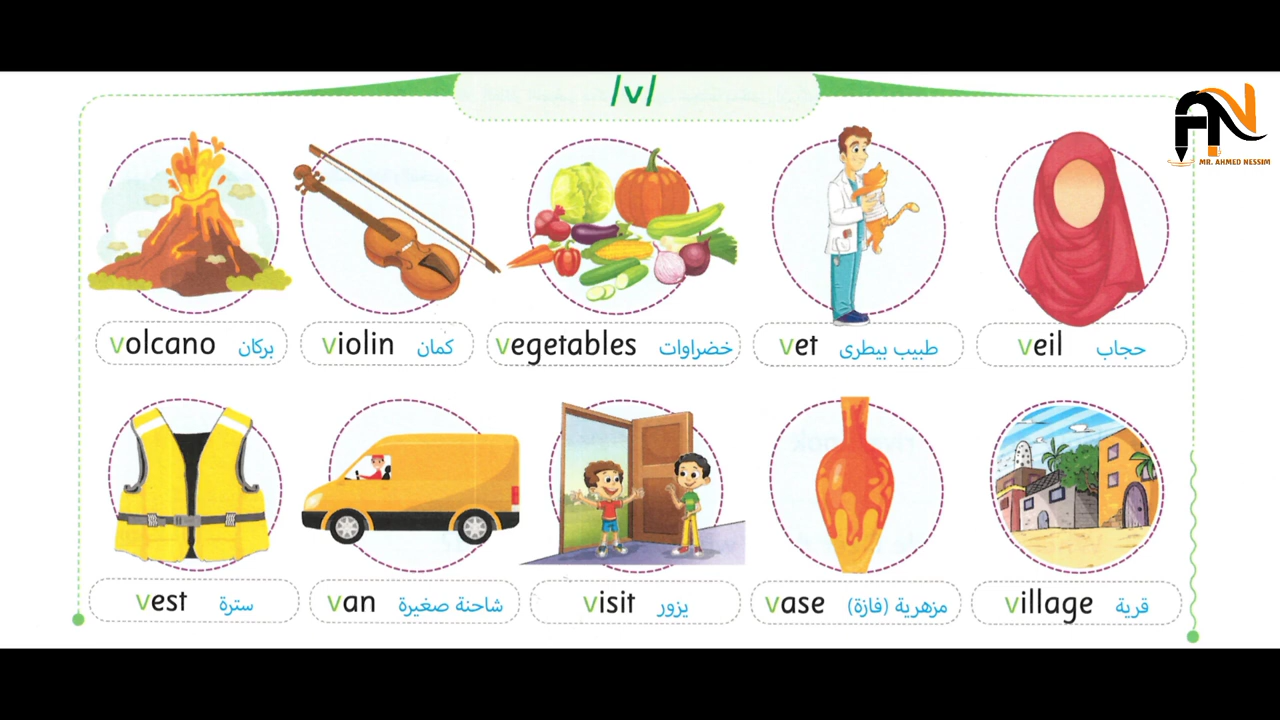 /v/
MR. AHMED NESSIM
volcano بركان
violin كمان
vegetables خضراوات
vet طبيب بيطرى
veil حجاب
vest سترة
van شاحنة صغيرة
visit يزور
vase مزهرية (فازة)
village قرية